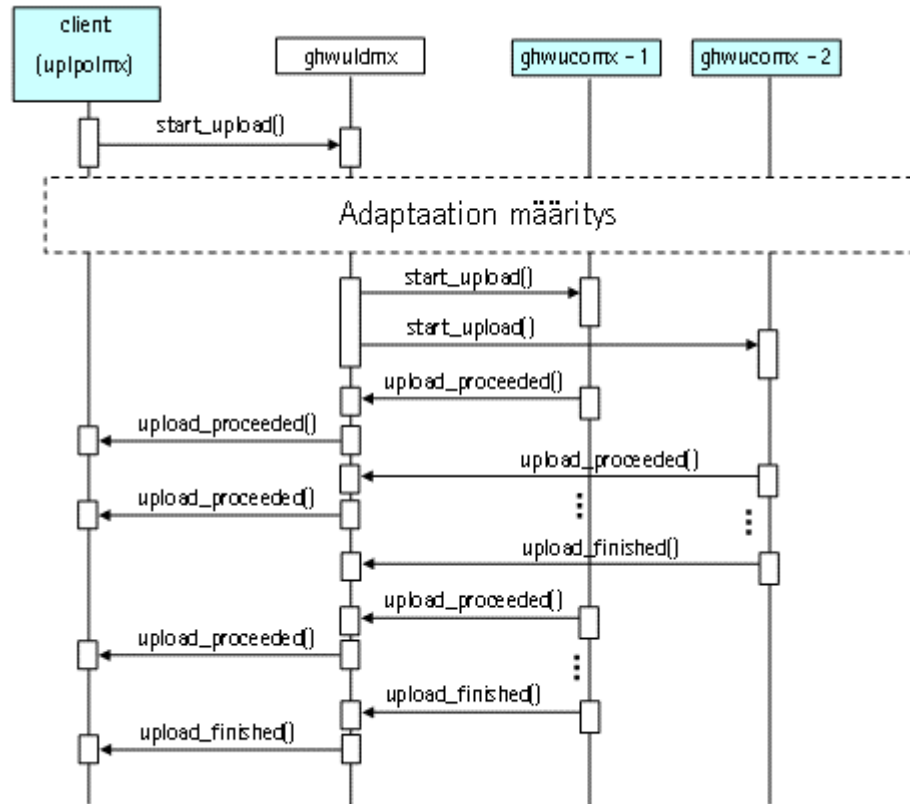 client
(uplpolmx)
ghwuldmx
ghwucomx - 1
ghwucomx - 2
start_upload()
Adaptaation määritys
start_upload()
start_upload()
upload_proceeded()
upload_proceeded()
upload_proceeded()
upload_proceeded()
upload_finished()
upload_proceeded()
upload_proceeded()
upload_finished()
upload_finished()